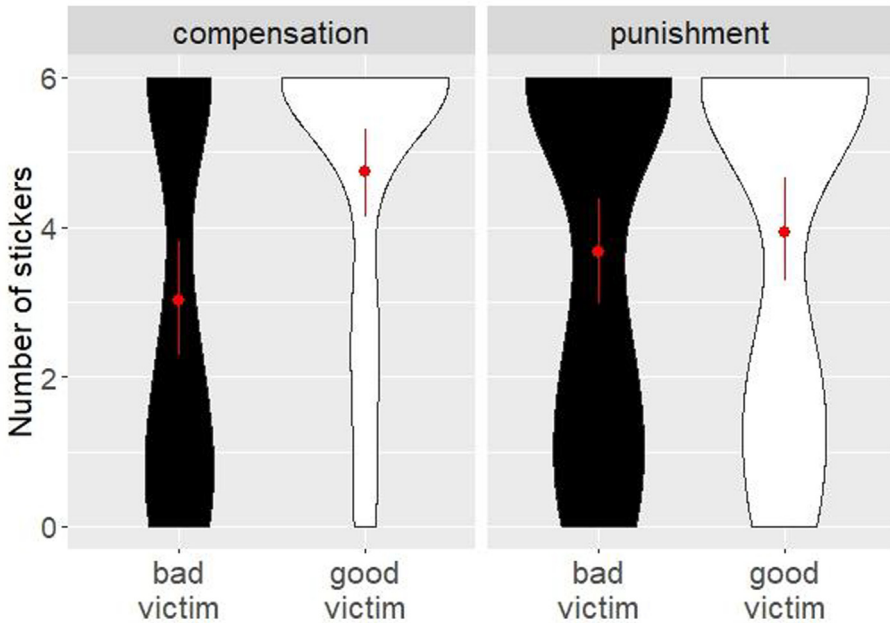 compensation
punishment
Number of stickers
6
4
2
0
bad
victim
good
victim
bad
victim
good
victim